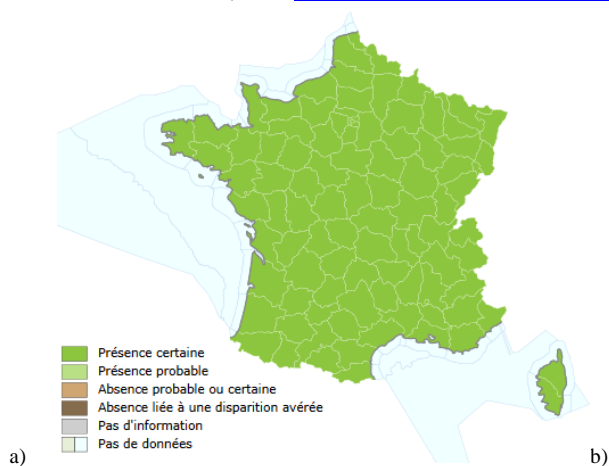 Présence certaine
Présence probable
Absence probable ou certaine
Absence liée à une disparition avérée
Pas d'information
Pas de données
a)
b)